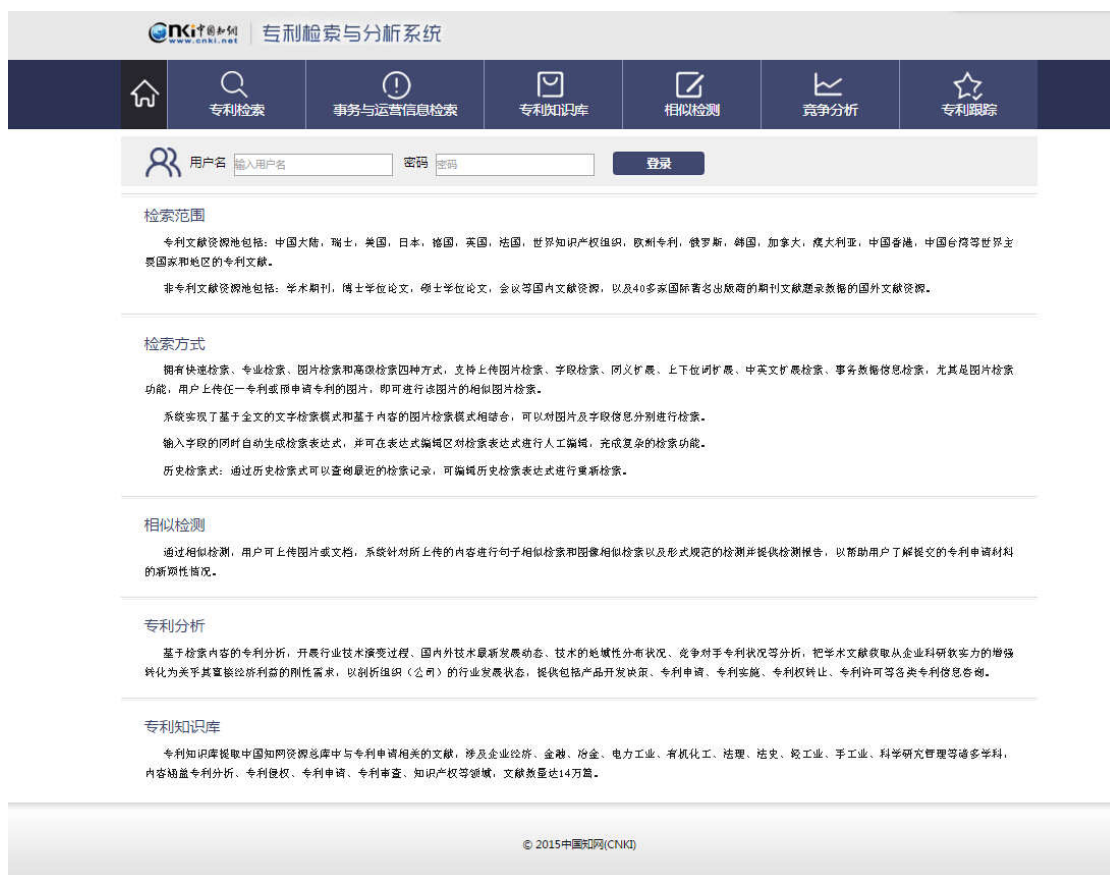 CNKI中国知网
www.cnki.net
专利检索与分析系统
专利检索
事务与运营信息检索
专利知识库
相似检测
竞争分析
专利跟踪
用户名 输入用户名 密码 密码 登录
检索范围
专利文献资源池包括：中国大陆，瑞士，美国，日本，德国，英国，法国，世界知识产权组织，欧州专利，俄罗斯，韩国，加拿大，澳大利亚，中国香港，中国台湾等世界主
要国家和地区的专利文献。
非专利文献资源池包括：学术期刊，博士学位论文，硕士学位论文，会议等国内文献资源，以及40多家国际著名出版商的期刊文献题录数据的国外文献资源。
检索方式
拥有快速检索、专业检索、图片检索和高级检索四种方式，支持上传图片检索、字段检索、同义扩展、上下位词扩展、中英文扩展检索、事务数据信息检索，尤其是图片检索
功能，用户上传任一专利或预申请专利的图片，即可进行该图片的相似图片检索。
系统实现了基于全文的文字检索模式和基于内容的图片检索模式相结合，可以对图片及字段信息分别进行检索。
输入字段的同时自动生成检索表达式，并可在表达式编辑区对检索表达式进行人工编辑，完成复杂的检索功能。
历史检索式：通过历史检索式可以查询最近的检索记录，可编辑历史检索表达式进行重新检索。
相似检测
通过相似检测，用户可上传图片或文档，系统针对所上传的内容进行句子相似检索和图像相似检索以及形式规范的检测并提供检测报告，以帮助用户了解提交的专利申请材料
的新颖性情况。
专利分析
基于检索内容的专利分析，开展行业技术演变过程、国内外技术最新发展动态、技术的地域性分布状况、竞争对手专利状况等分析，把学术文献获取从企业科研软实力的增强
转化为关乎其直接经济利益的刚性需求，以剖析组织（公司）的行业发展状态，提供包括产品开发决策、专利申请、专利实施、专利权转让、专利许可等各类专利信息咨询。
专利知识库
专利知识库提取中国知网资源总库中与专利申请相关的文献，涉及企业经济、金融、冶金、电力工业、有机化工、法理、法史、轻工业、手工业、科学研究管理等诸多学科，
内容涵盖专利分析、专利侵权、专利申请、专利审查、知识产权等领域，文献数量达14万篇。
© 2015中国知网(CNKI)